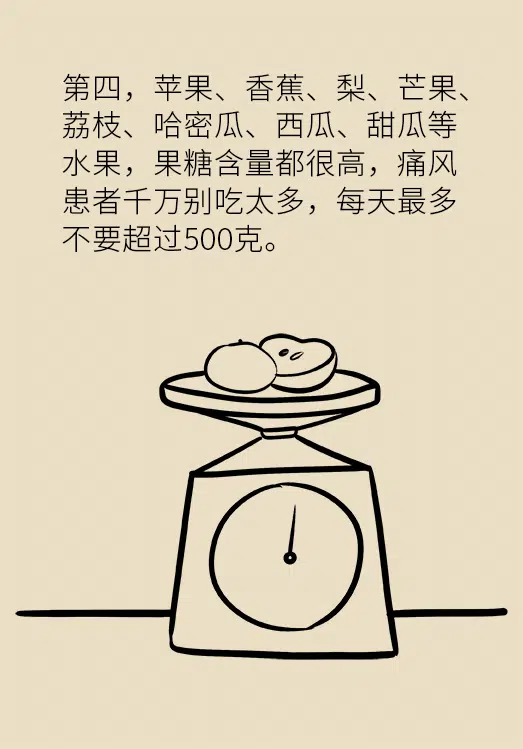 第四，苹果、香蕉、梨、芒果、
荔枝、哈密瓜、西瓜、甜瓜等
水果，果糖含量都很高，痛风
患者千万别吃太多，每天最多
不要超过500克。